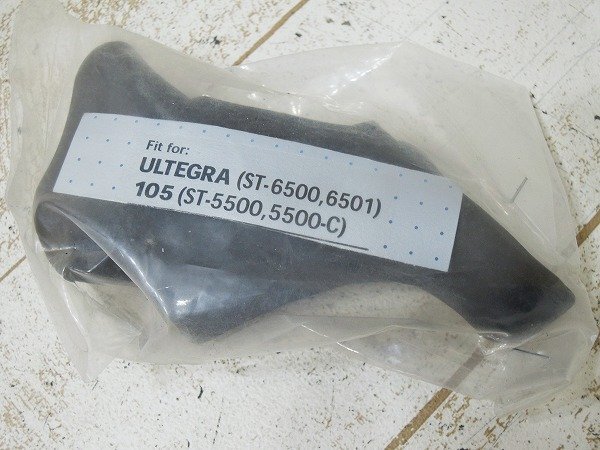 Fit for:
ULTEGRA (ST-6500,6501)
105 (ST-5500,5500-C)